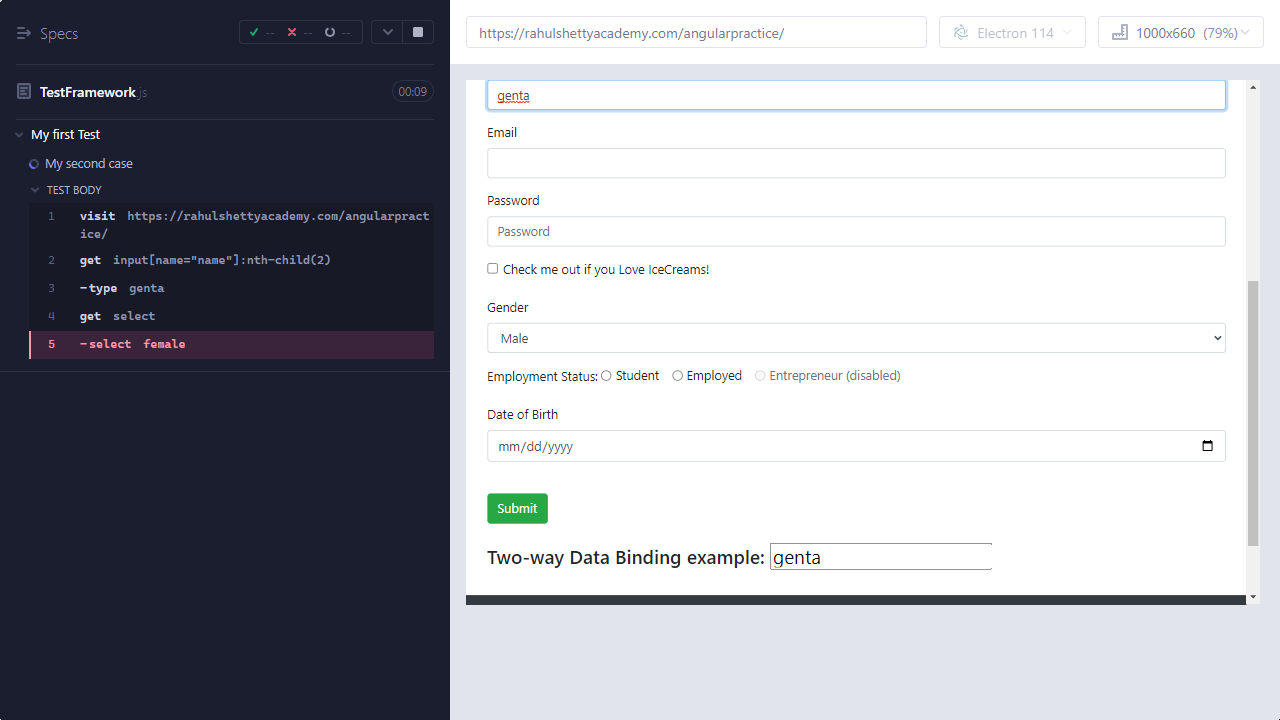 Specs
-- -- --
TestFramework.js
00:09
My first Test
My second case
TEST BODY
1 visit https://rahulshettyacademy.com/angularpract
ice/
2 get input[name="name"]:nth-child(2)
3 -type genta
4 get select
5 -select female
https://rahulshettyacademy.com/angularpractice/
Electron 114
1000x660 (79%)
genta
Email
Password
Password
Check me out if you Love IceCreams!
Gender
Male
Employment Status: Student Employed Entrepreneur (disabled)
Date of Birth
mm/dd/yyyy
Submit
Two-way Data Binding example: genta